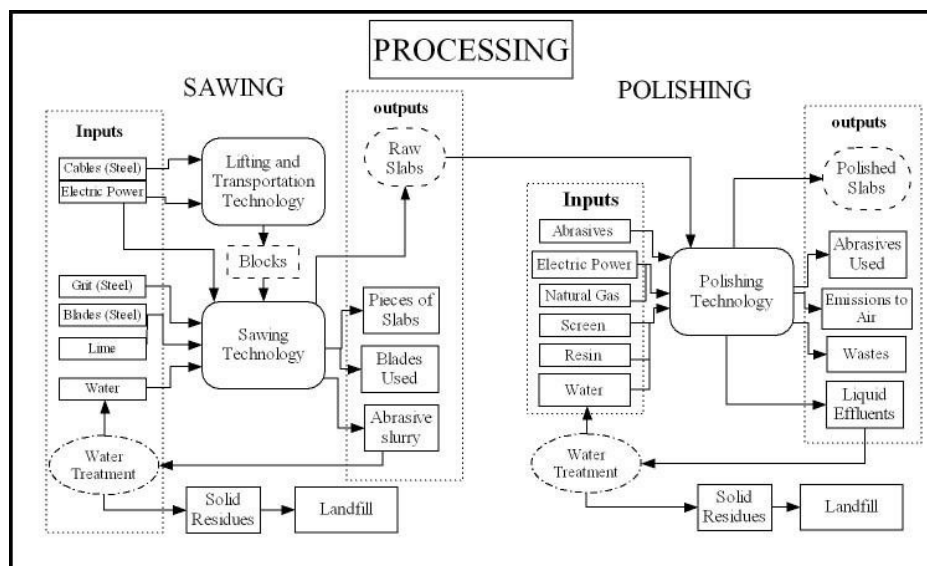 PROCESSING
SAWING
Inputs
Cables (Steel)
Electric Power
Lifting and
Transportation
Technology
Blocks
Grit (Steel)
Blades (Steel)
Lime
Water
Sawing
Technology
outputs
Raw
Slabs
Pieces of
Slabs
Blades
Used
Abrasive
slurry
Water
Treatment
Solid
Residues
Landfill
POLISHING
Inputs
Abrasives
Electric Power
Natural Gas
Screen
Resin
Water
Polishing
Technology
outputs
Polished
Slabs
Abrasives
Used
Emissions to
Air
Wastes
Liquid
Effluents
Water
Treatment
Solid
Residues
Landfill